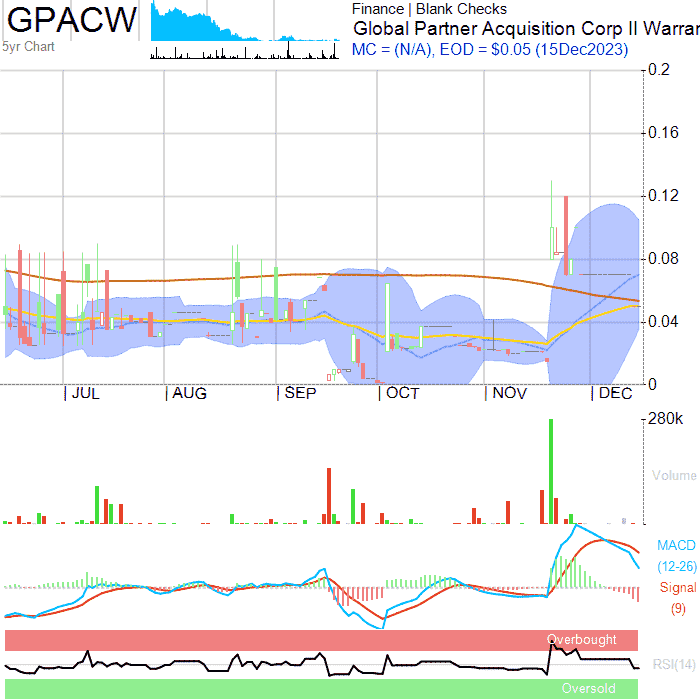 GPACW
5yr Chart
Finance | Blank Checks
Global Partner Acquisition Corp II Warran
MC = (N/A), EOD = $0.05 (15Dec2023)
0.2
0.16
0.12
0.08
0.04
0
JUL AUG SEP OCT NOV DEC
280k
Volume
MACD
(12-26)
Signal
(9)
Overbought
RSI(14)
Oversold